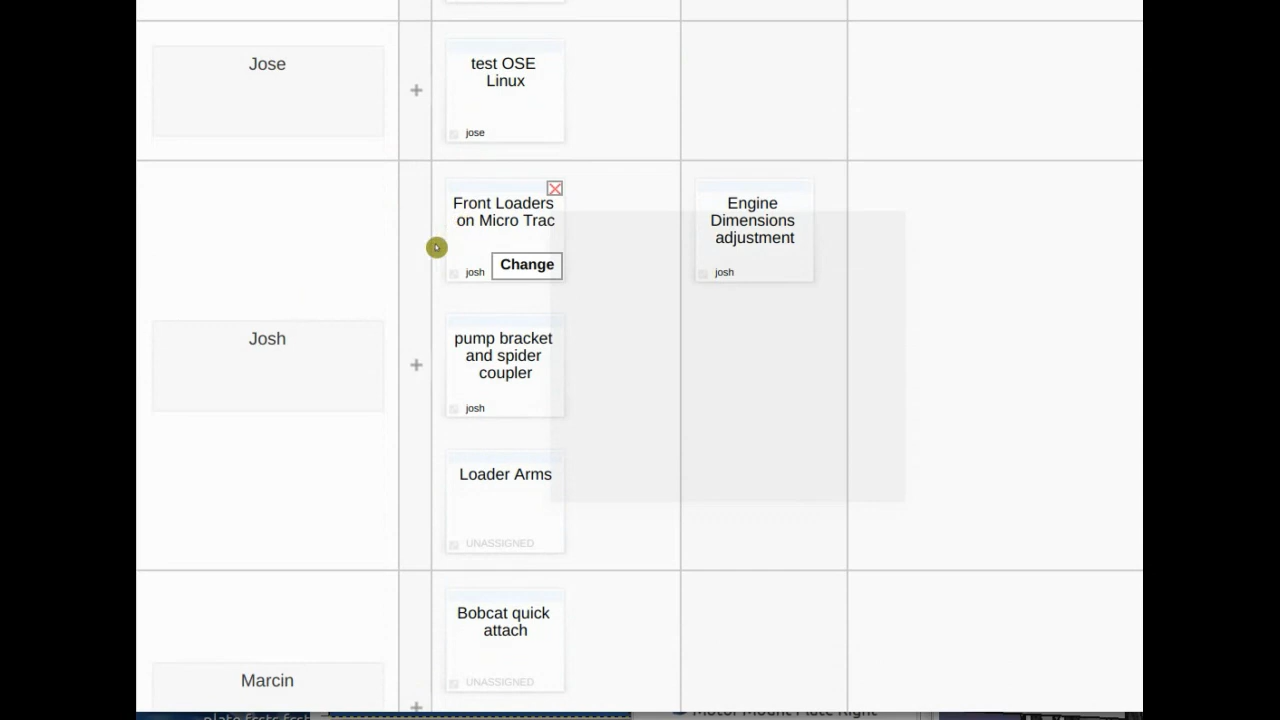 Jose
+
test OSE
Linux
jose
Front Loaders
on Micro Trac
josh
Change
Engine
Dimensions
adjustment
josh
Josh
+
pump bracket
and spider
coupler
josh
Loader Arms
UNASSIGNED
Bobcat quick
attach
UNASSIGNED
Marcin
+
Motor Mount Plate Right